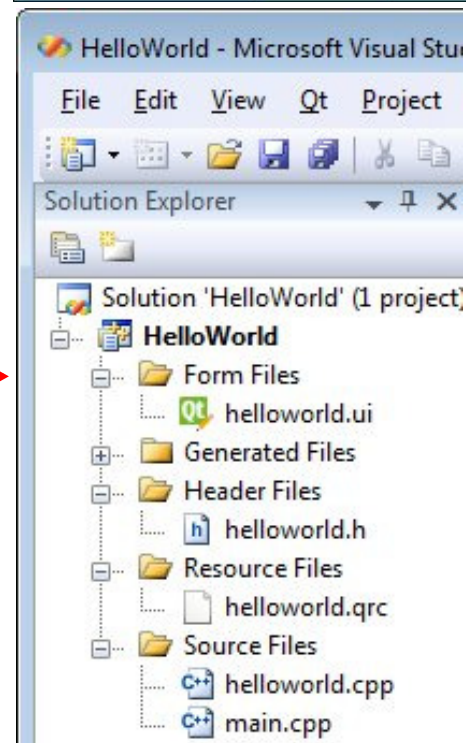 HelloWorld - Microsoft Visual Stu
File Edit View Qt Project
Solution Explorer
Solution 'HelloWorld' (1 project)
HelloWorld
Form Files
Qt helloworld.ui
Generated Files
Header Files
h helloworld.h
Resource Files
helloworld.qrc
Source Files
C++ helloworld.cpp
C++ main.cpp